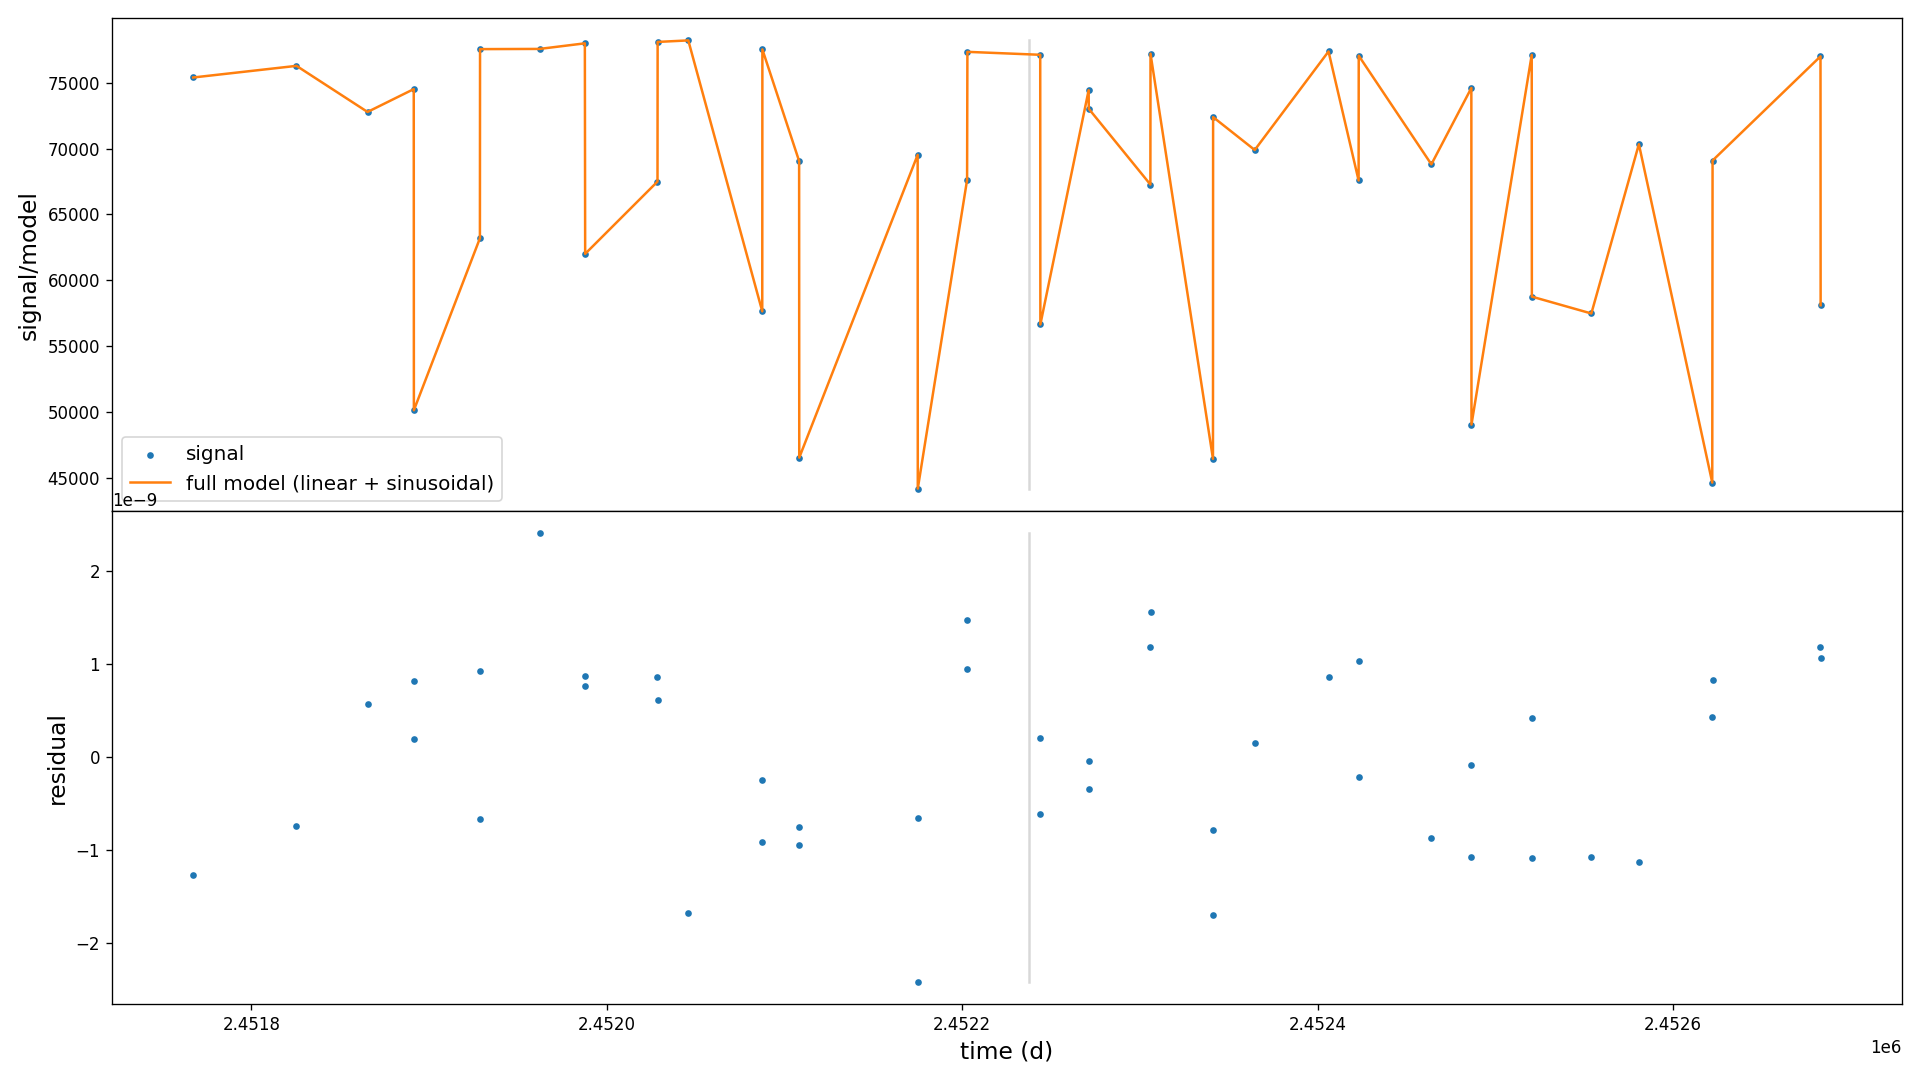 signal/model
75000
70000
65000
60000
55000
50000
45000
signal
full model (linear + sinusoidal)
1e−9
residual
2
1
0
−1
−2
2.4518
2.4520
2.4522
2.4524
2.4526
time (d)
1e6